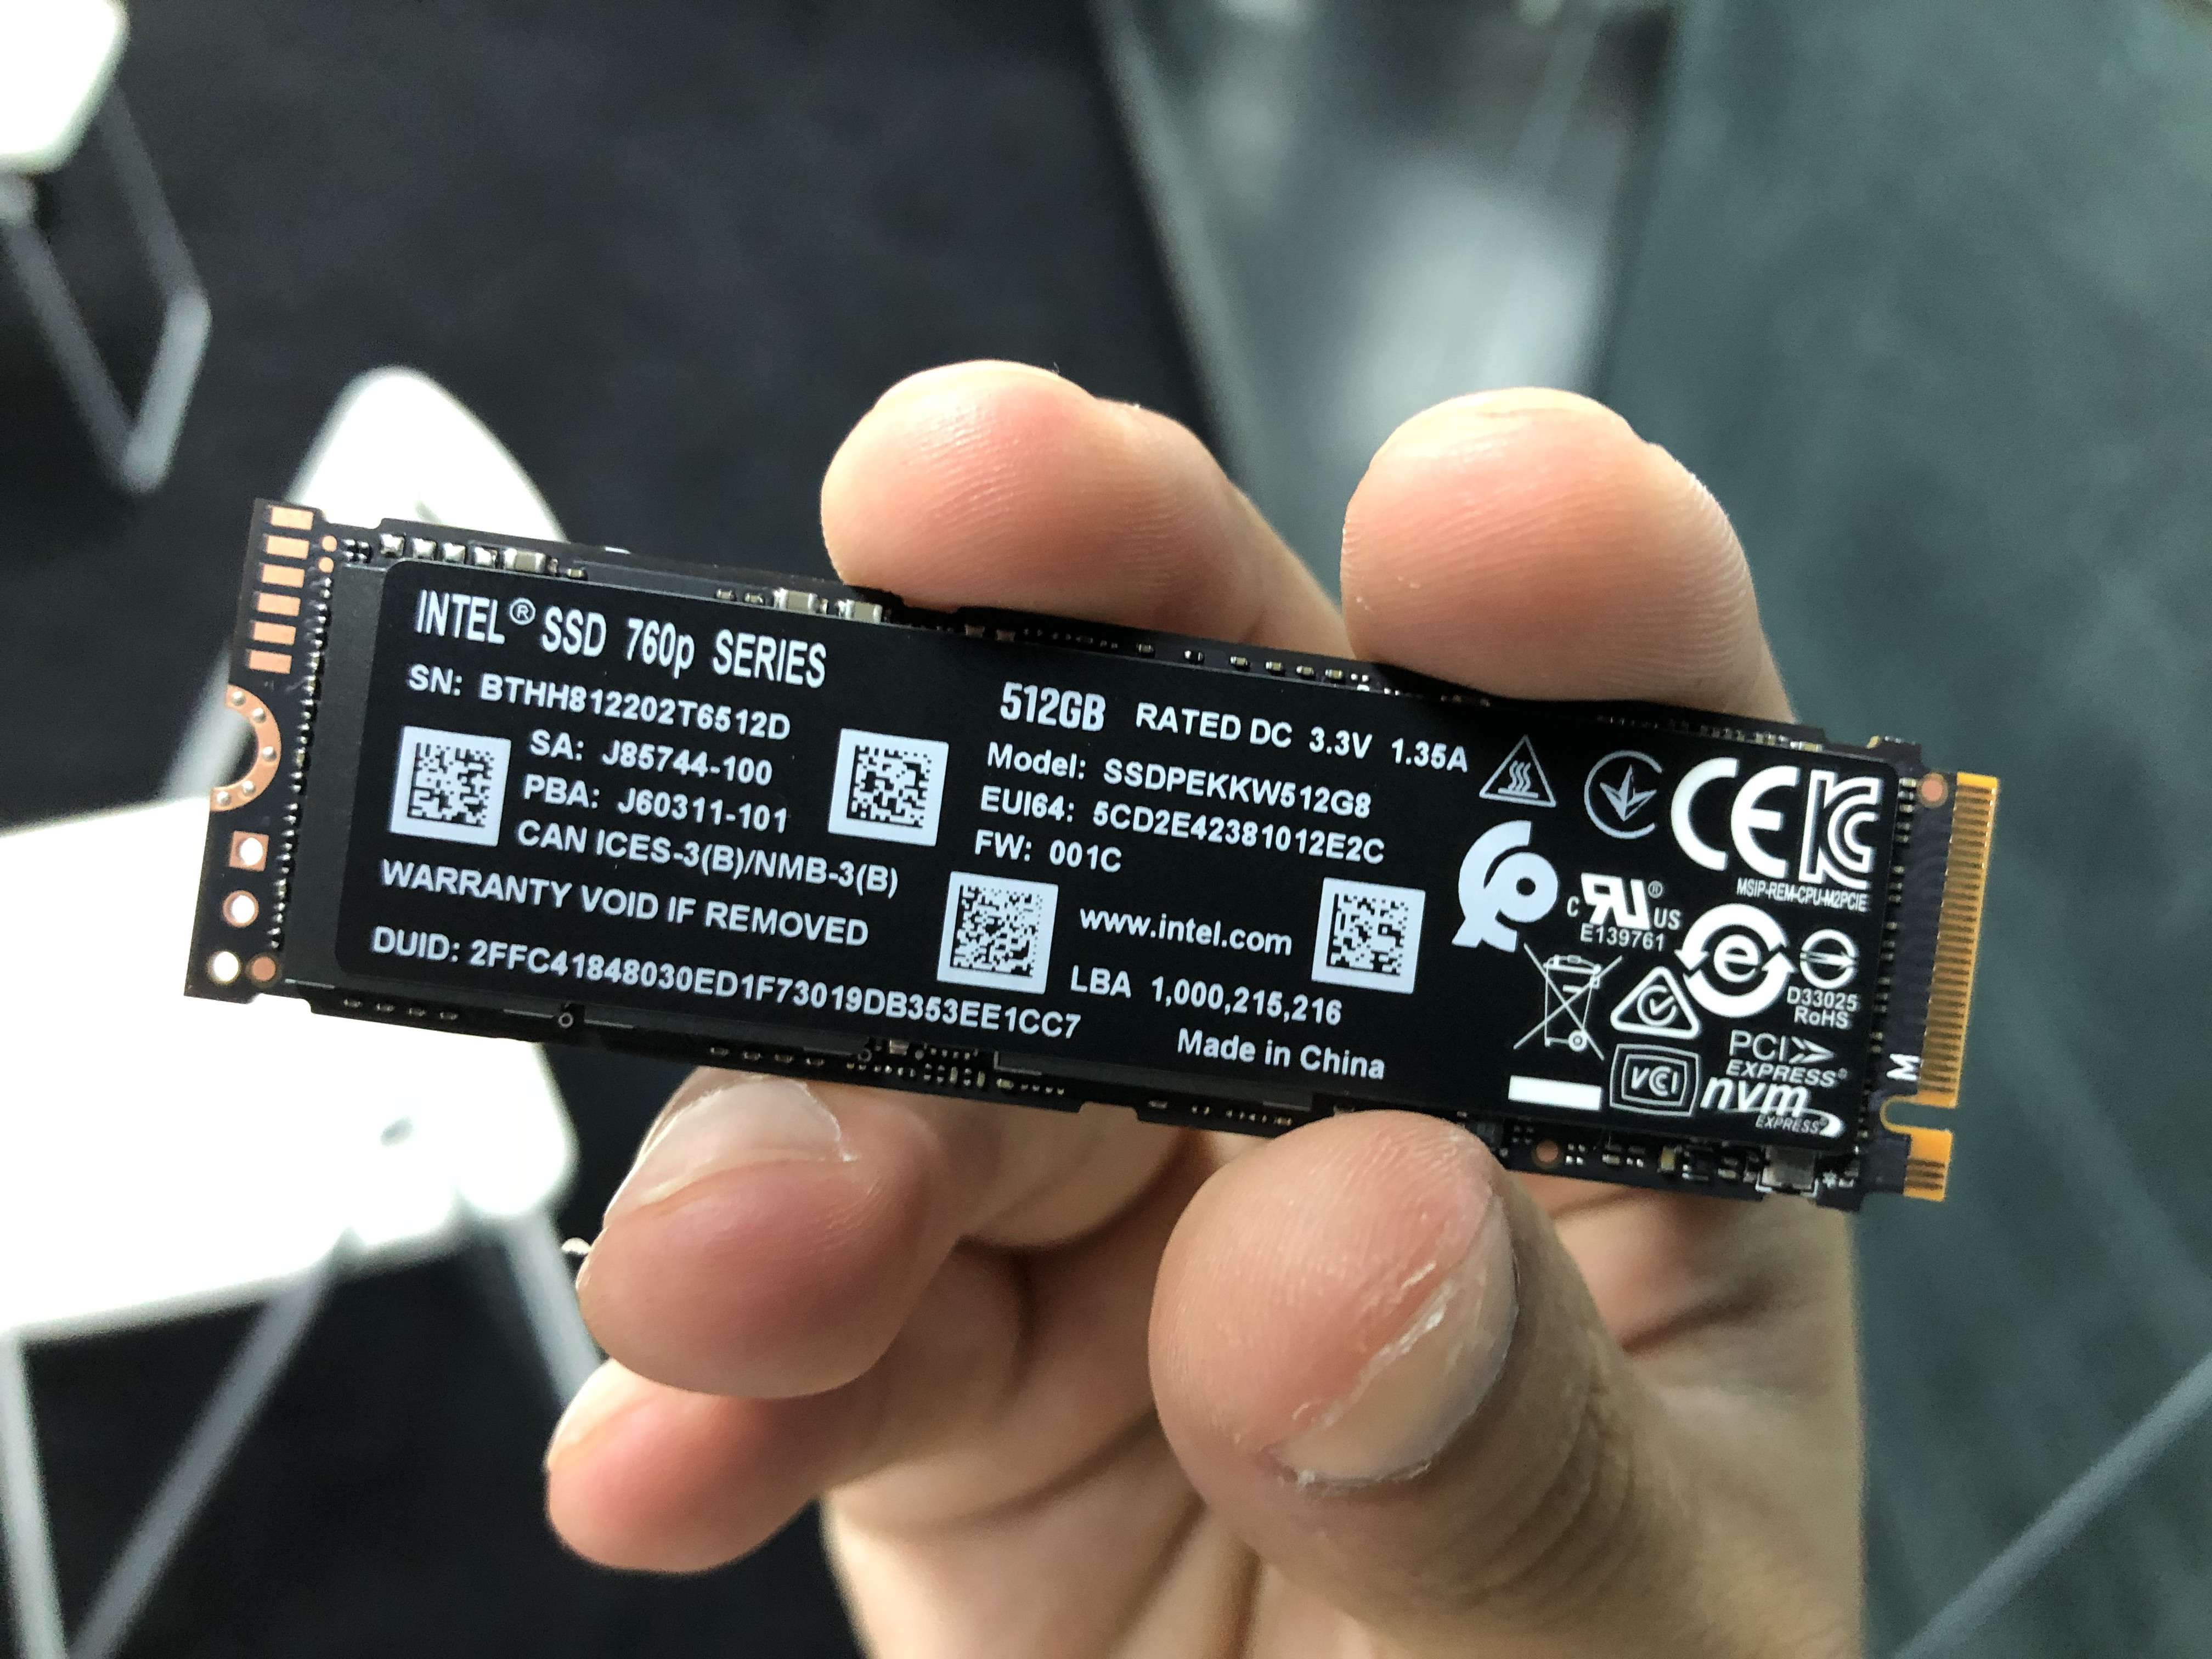 INTEL® SSD 760p SERIES
SN: BTHH812202T6512D
SA: J85744-100
PBA: J60311-101
CAN ICES-3(B)/NMB-3(B)
WARRANTY VOID IF REMOVED
DUID: 2FFC41848030ED1F73019DB353EE1CC7
512GB RATED DC 3.3V 1.35A
Model: SSDPEKKW512G8
EUI64: 5CD2E42381012E2C
FW: 001C
www.intel.com
LBA 1,000,215,216
Made in China
CE
MSIP-REM-CPU-M2PCIE
c RU® US
E139761
e
D33025
RoHS
PCI
EXPRESS®
VCI
nvm
EXPRESS
M